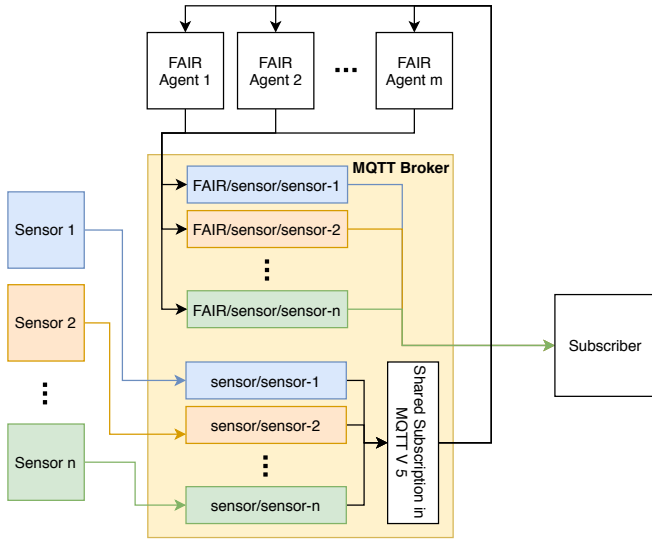 FAIR
Agent 1
FAIR
Agent 2
...
FAIR
Agent m
MQTT Broker
FAIR/sensor/sensor-1
FAIR/sensor/sensor-2
...
FAIR/sensor/sensor-n
Sensor 1
Sensor 2
...
Sensor n
sensor/sensor-1
sensor/sensor-2
...
sensor/sensor-n
Shared Subscription in
MQTT V 5
Subscriber